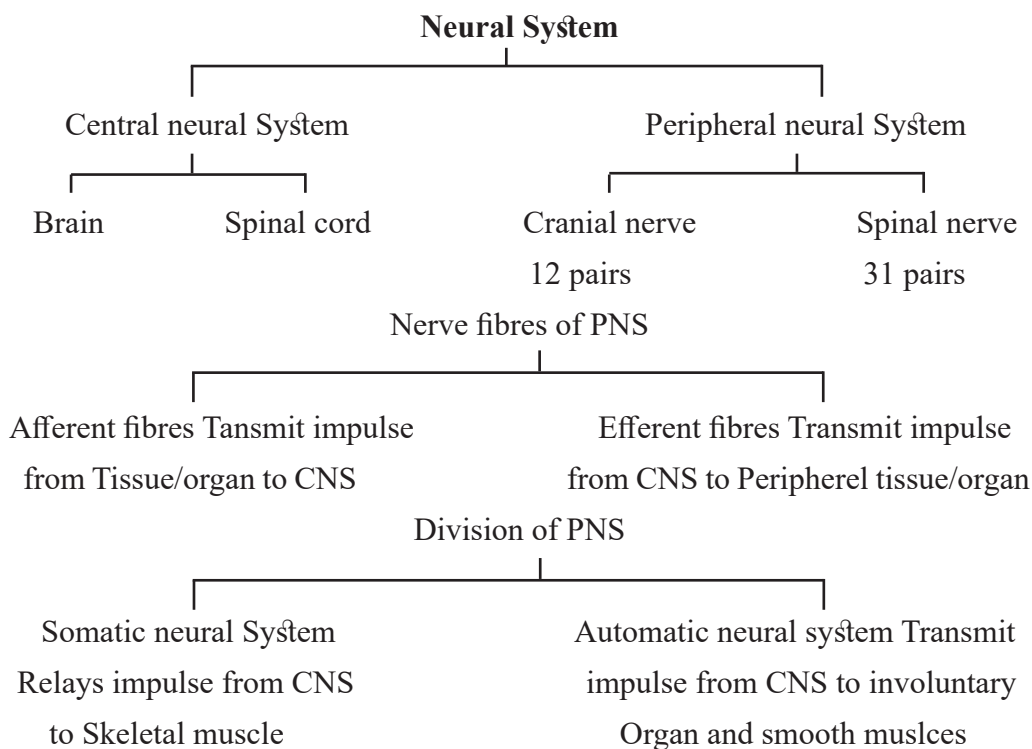 Neural System
Central neural System Peripheral neural System
Brain Spinal cord Cranial nerve Spinal nerve
12 pairs 31 pairs
Nerve fibres of PNS
Afferent fibres Tansmit impulse Efferent fibres Transmit impulse
from Tissue/organ to CNS from CNS to Peripherel tissue/organ
Division of PNS
Somatic neural System Automatic neural system Transmit
Relays impulse from CNS impulse from CNS to involuntary
to Skeletal muscle Organ and smooth muslces